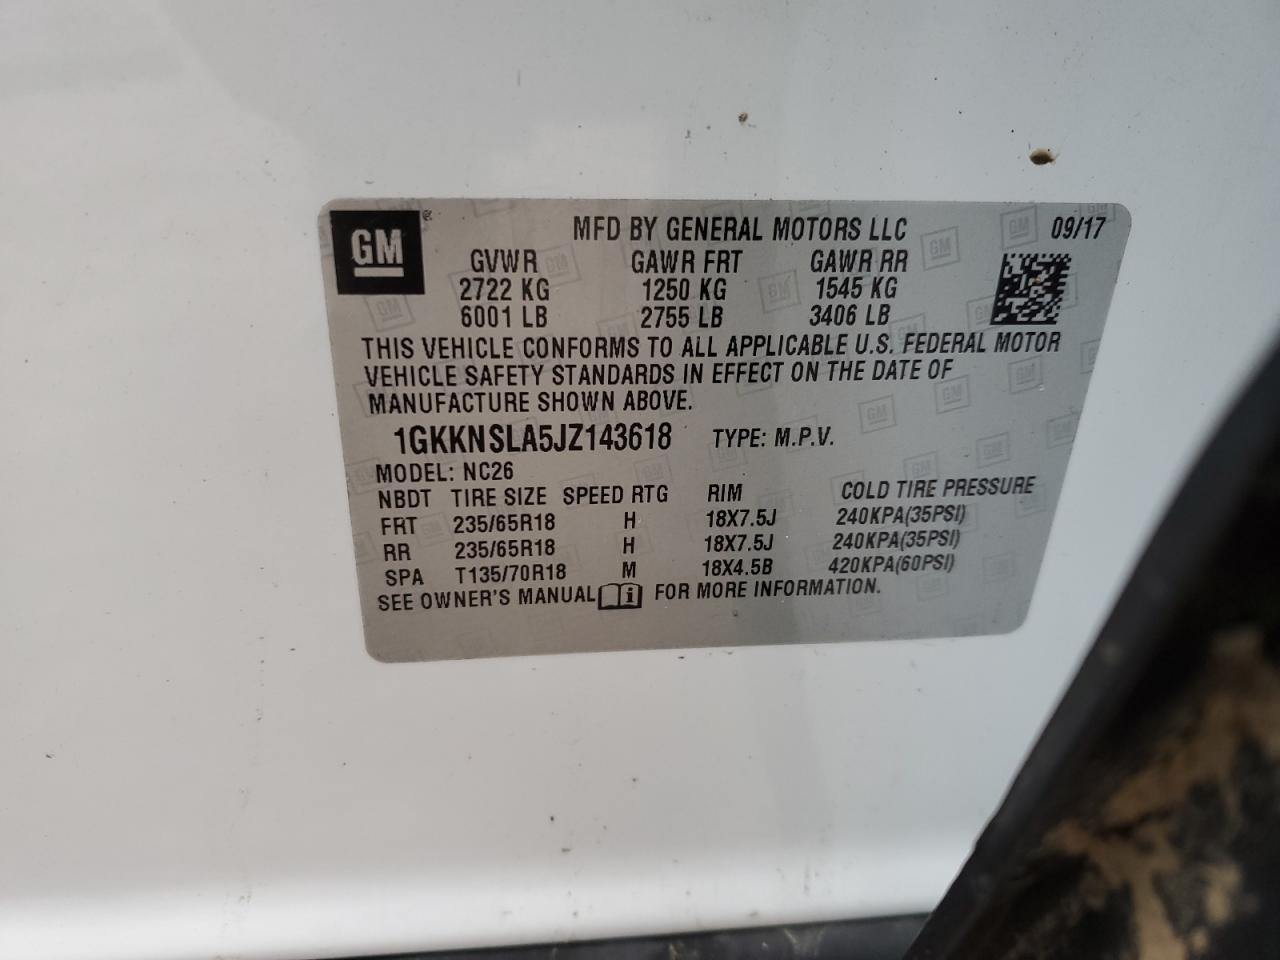 GM ® MFD BY GENERAL MOTORS LLC 09/17
GVWR GAWR FRT GAWR RR
2722 KG 1250 KG 1545 KG
6001 LB 2755 LB 3406 LB
THIS VEHICLE CONFORMS TO ALL APPLICABLE U.S. FEDERAL MOTOR
VEHICLE SAFETY STANDARDS IN EFFECT ON THE DATE OF
MANUFACTURE SHOWN ABOVE.
1GKKNSLA5JZ143618 TYPE: M.P.V.
MODEL: NC26
NBDT TIRE SIZE SPEED RTG RIM COLD TIRE PRESSURE
FRT 235/65R18 H 18X7.5J 240KPA(35PSI)
RR 235/65R18 H 18X7.5J 240KPA(35PSI)
SPA T135/70R18 M 18X4.5B 420KPA(60PSI)
SEE OWNER'S MANUAL i FOR MORE INFORMATION.